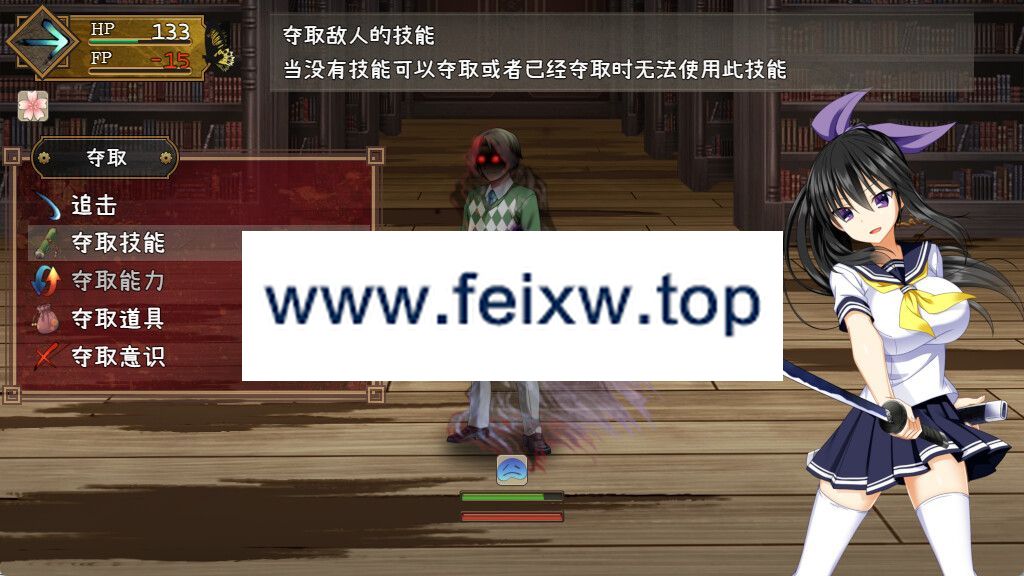 HP 133
FP -15
夺取敌人的技能
当没有技能可以夺取或者已经夺取时无法使用此技能
夺取
追击
夺取技能
夺取能力
夺取道具
夺取意识
www.feixw.top